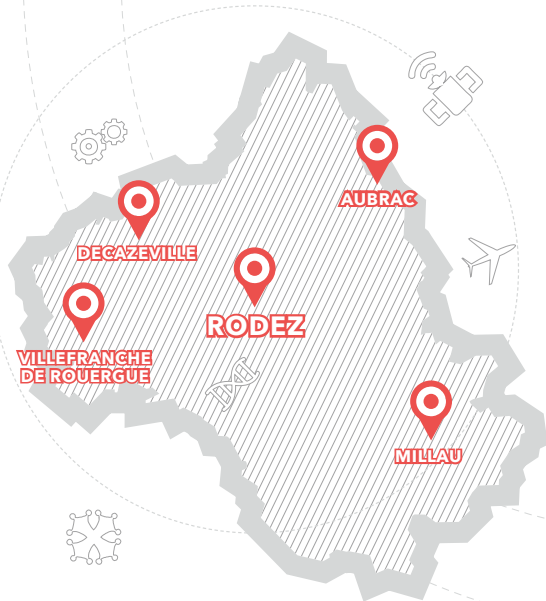 AUBRAC
DECAZEVILLE
RODEZ
VILLEFRANCHE
DE ROUERGUE
MILLAU